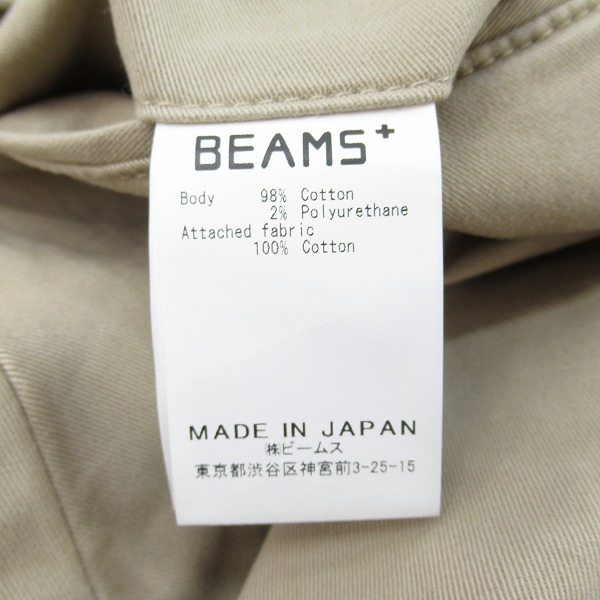 BEAMS+
Body 98% Cotton
2% Polyurethane
Attached fabric
100% Cotton
MADE IN JAPAN
㈱ビームス
東京都渋谷区神宮前3-25-15